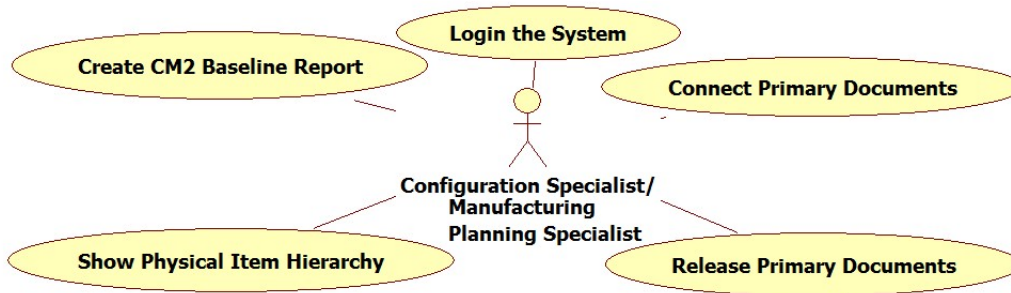 Login the System
Create CM2 Baseline Report
Connect Primary Documents
Configuration Specialist/
Manufacturing
Planning Specialist
Show Physical Item Hierarchy
Release Primary Documents